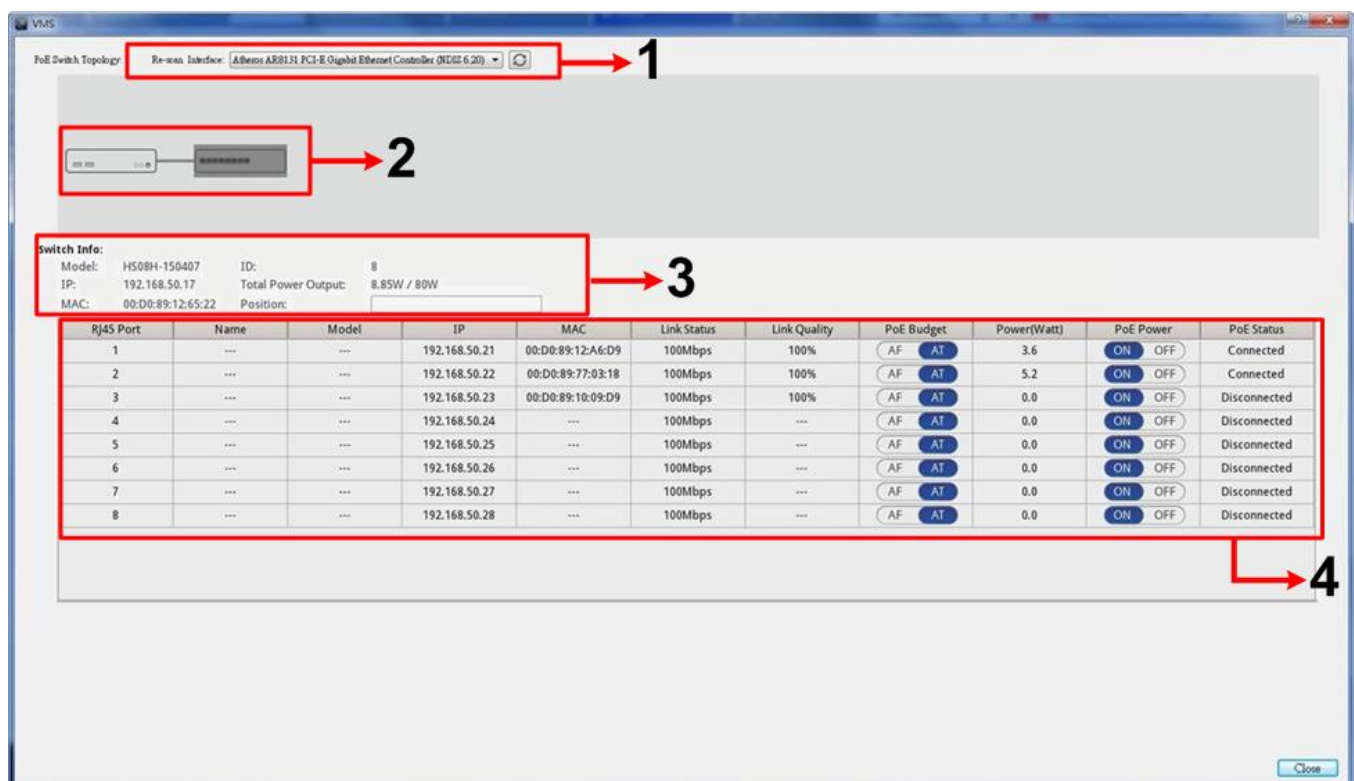 VMS
PoE Switch Topology: Re-scan Interface: Atheros AR8131 PCI-E Gigabit Ethernet Controller (NDIS 6.20) 1
2
Switch Info:
Model: HS08H-150407 ID: 8
IP: 192.168.50.17 Total Power Output: 8.85W / 80W 3
MAC: 00:D0:89:12:65:22 Position:
RJ45 Port Name Model IP MAC Link Status Link Quality PoE Budget Power(Watt) PoE Power PoE Status
1 --- --- 192.168.50.21 00:D0:89:12:A6:D9 100Mbps 100% AF AT 3.6 ON OFF Connected
2 --- --- 192.168.50.22 00:D0:89:77:03:18 100Mbps 100% AF AT 5.2 ON OFF Connected
3 --- --- 192.168.50.23 00:D0:89:10:09:D9 100Mbps 100% AF AT 0.0 ON OFF Disconnected
4 --- --- 192.168.50.24 --- 100Mbps --- AF AT 0.0 ON OFF Disconnected
5 --- --- 192.168.50.25 --- 100Mbps --- AF AT 0.0 ON OFF Disconnected
6 --- --- 192.168.50.26 --- 100Mbps --- AF AT 0.0 ON OFF Disconnected
7 --- --- 192.168.50.27 --- 100Mbps --- AF AT 0.0 ON OFF Disconnected
8 --- --- 192.168.50.28 --- 100Mbps --- AF AT 0.0 ON OFF Disconnected
4
Close